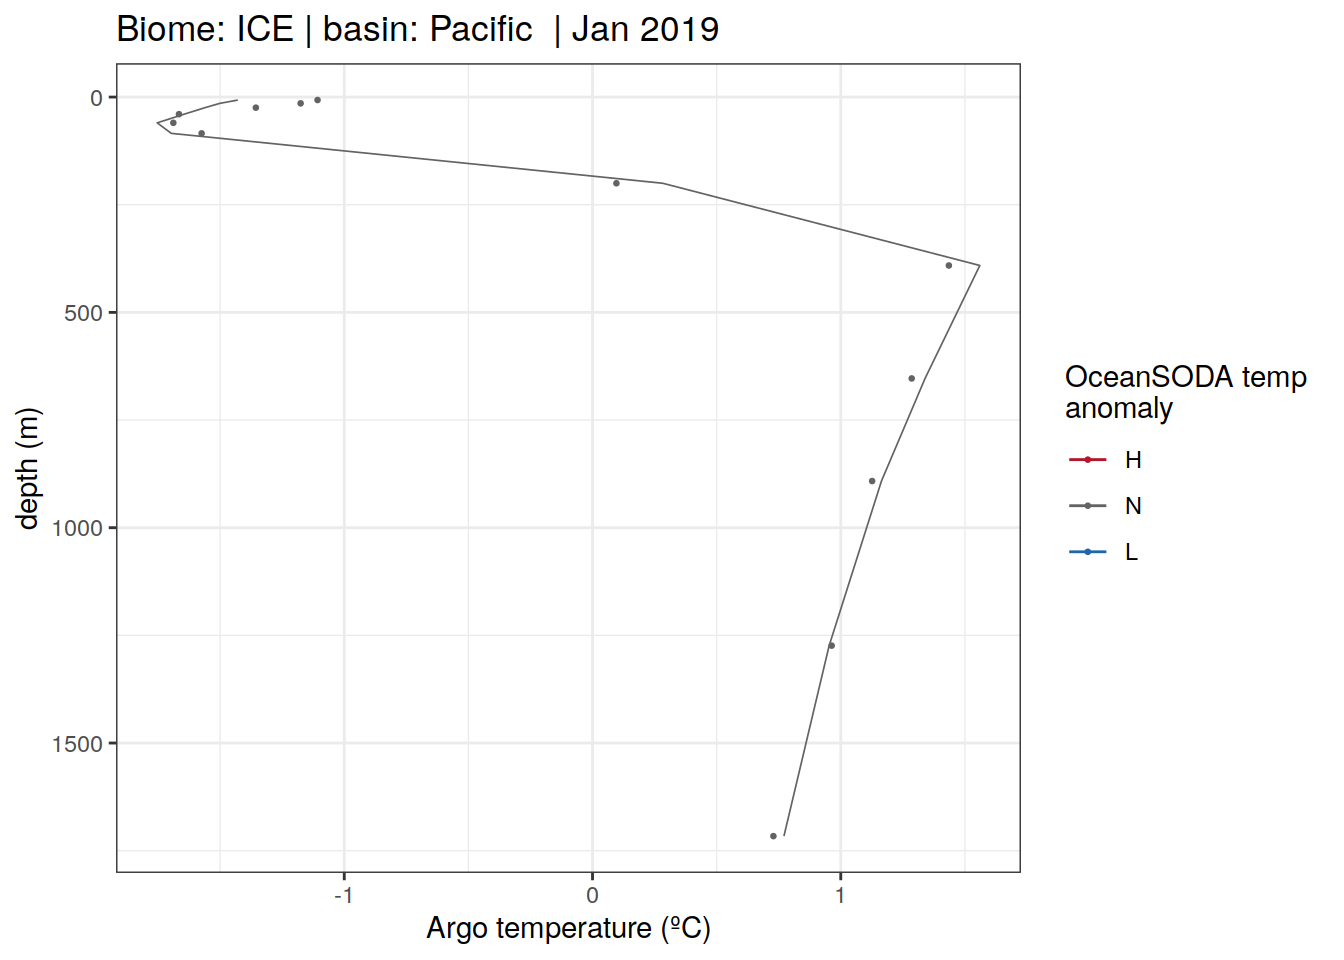 Biome: ICE | basin: Pacific  | Jan 2019
0
500
1000
1500
depth (m)
-1
0
1
Argo temperature (ºC)
OceanSODA temp
anomaly
H
N
L